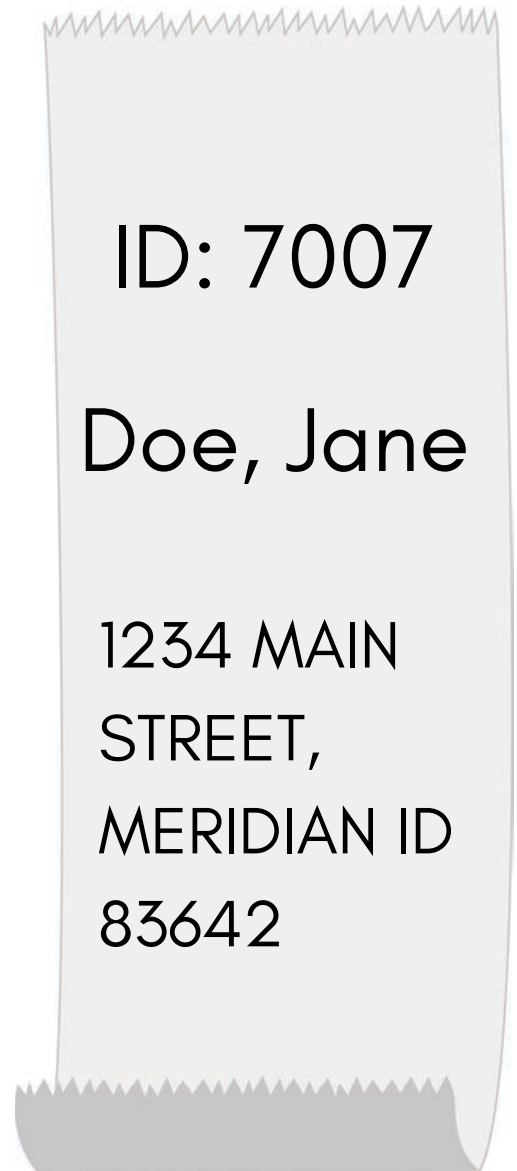 ID: 7007
Doe, Jane
1234 MAIN
STREET,
MERIDIAN ID
83642